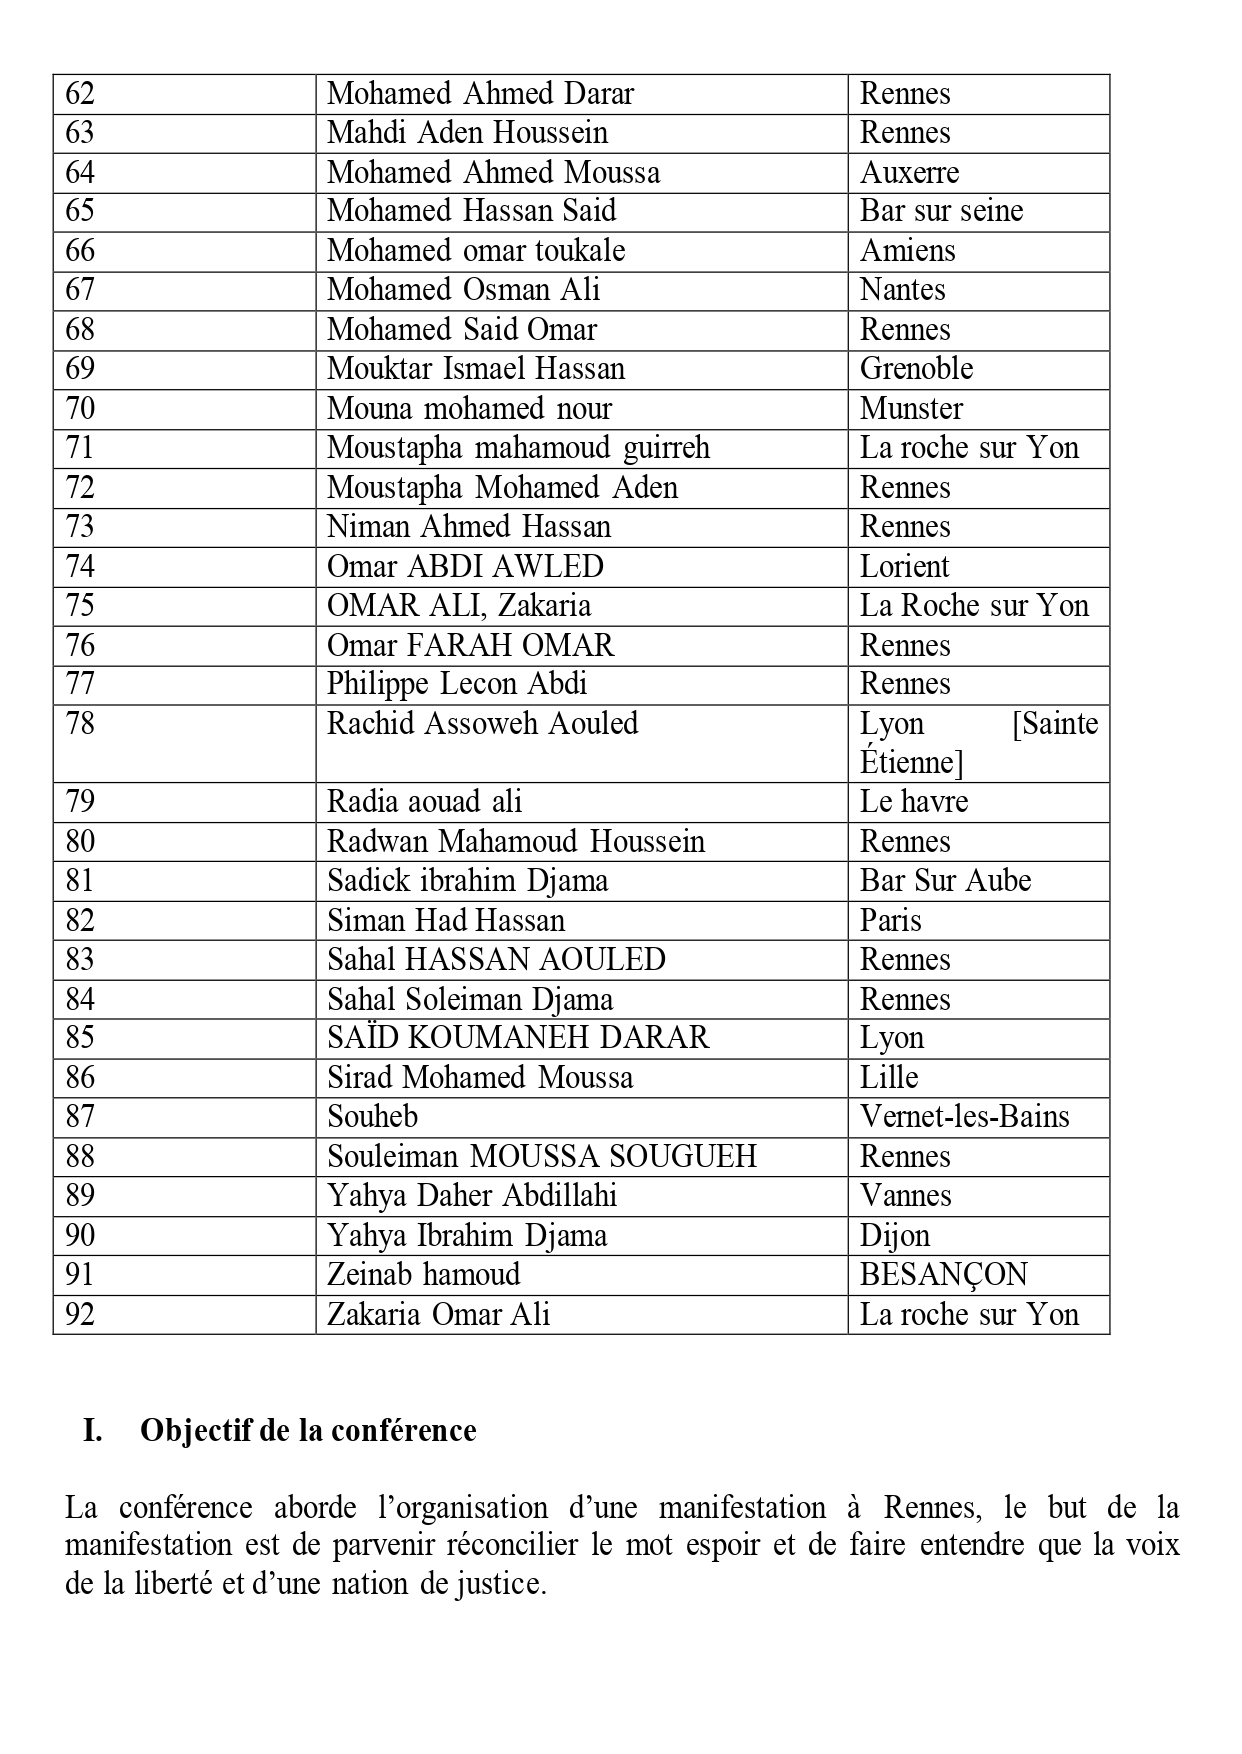 62 Mohamed Ahmed Darar Rennes
63 Mahdi Aden Houssein Rennes
64 Mohamed Ahmed Moussa Auxerre
65 Mohamed Hassan Said Bar sur seine
66 Mohamed omar toukale Amiens
67 Mohamed Osman Ali Nantes
68 Mohamed Said Omar Rennes
69 Mouktar Ismael Hassan Grenoble
70 Mouna mohamed nour Munster
71 Moustapha mahamoud guirreh La roche sur Yon
72 Moustapha Mohamed Aden Rennes
73 Niman Ahmed Hassan Rennes
74 Omar ABDI AWLED Lorient
75 OMAR ALI, Zakaria La Roche sur Yon
76 Omar FARAH OMAR Rennes
77 Philippe Lecon Abdi Rennes
78 Rachid Assoweh Aouled Lyon [Sainte
Étienne]
79 Radia aouad ali Le havre
80 Radwan Mahamoud Houssein Rennes
81 Sadick ibrahim Djama Bar Sur Aube
82 Siman Had Hassan Paris
83 Sahal HASSAN AOULED Rennes
84 Sahal Soleiman Djama Rennes
85 SAÏD KOUMANEH DARAR Lyon
86 Sirad Mohamed Moussa Lille
87 Souheb Vernet-les-Bains
88 Souleiman MOUSSA SOUGUEH Rennes
89 Yahya Daher Abdillahi Vannes
90 Yahya Ibrahim Djama Dijon
91 Zeinab hamoud BESANÇON
92 Zakaria Omar Ali La roche sur Yon
I. Objectif de la conférence
La conférence aborde l’organisation d’une manifestation à Rennes, le but de la
manifestation est de parvenir réconcilier le mot espoir et de faire entendre que la voix
de la liberté et d’une nation de justice.